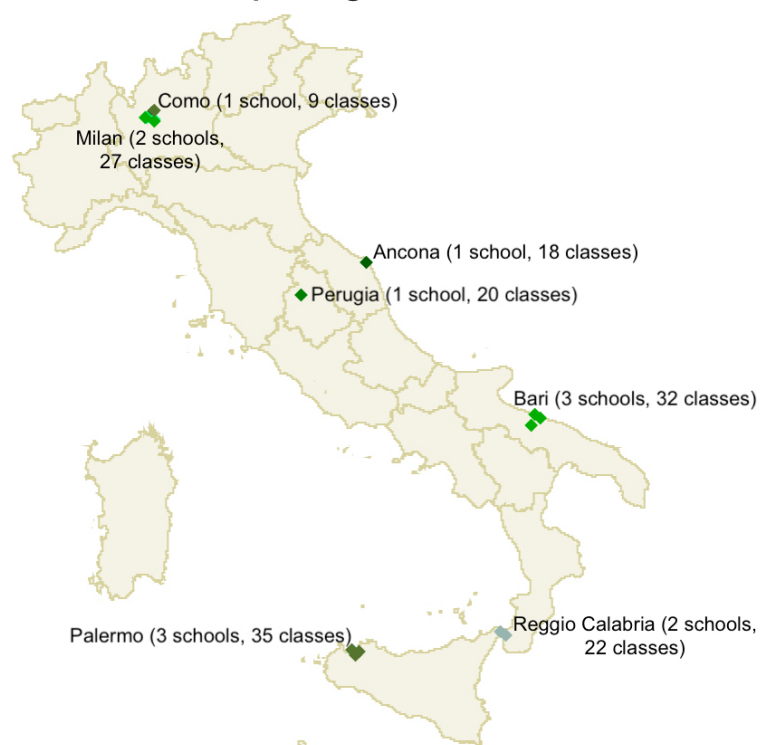 Como (1 school, 9 classes)
Milan (2 schools,
27 classes)
Ancona (1 school, 18 classes)
Perugia (1 school, 20 classes)
Bari (3 schools, 32 classes)
Reggio Calabria (2 schools,
22 classes)
Palermo (3 schools, 35 classes)